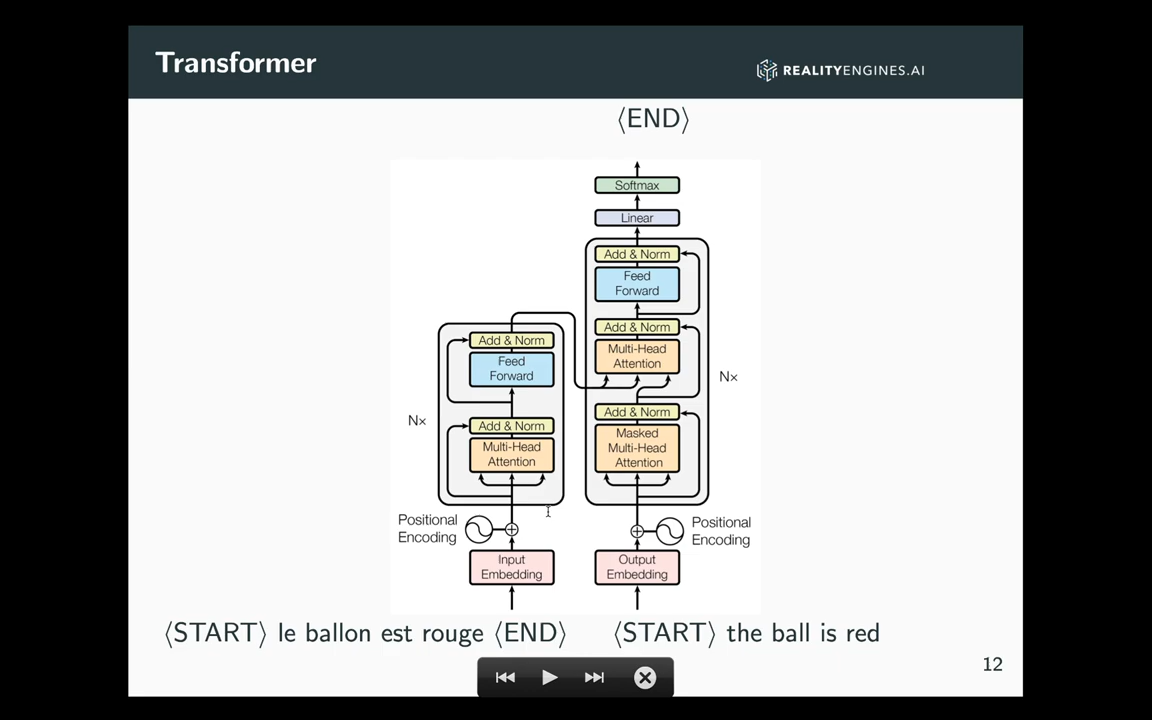 Transformer
REALITYENGINES.AI
⟨END⟩
Softmax
Linear
Add & Norm
Feed
Forward
Add & Norm
Multi-Head
Attention
Add & Norm
Masked
Multi-Head
Attention
Nx
Add & Norm
Feed
Forward
Add & Norm
Multi-Head
Attention
Nx
Positional
Encoding
Positional
Encoding
Input
Embedding
Output
Embedding
⟨START⟩ le ballon est rouge ⟨END⟩
⟨START⟩ the ball is red
12